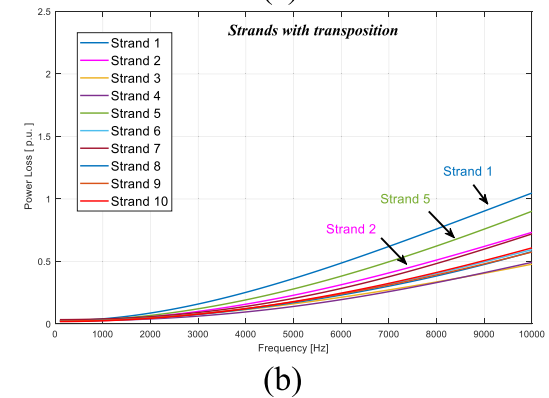 2.5
Strands with transposition
Strand 1
Strand 2
2
Strand 3
Strand 4
Strand 5
Strand 6
1.5
Strand 7
Strand 8
Strand 9
Strand 10
Power Loss [ p.u. ]
Strand 1
1
Strand 5
Strand 2
0.5
0
0 1000 2000 3000 4000 5000 6000 7000 8000 9000 10000
Frequency [Hz]
(b)